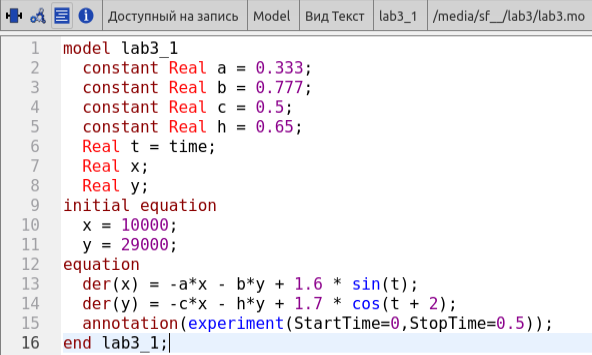 Доступный на запись Model Вид Текст lab3_1 /media/sf__/lab3/lab3.mo
1 model lab3_1
2   constant Real a = 0.333;
3   constant Real b = 0.777;
4   constant Real c = 0.5;
5   constant Real h = 0.65;
6   Real t = time;
7   Real x;
8   Real y;
9 initial equation
10   x = 10000;
11   y = 29000;
12 equation
13   der(x) = -a*x - b*y + 1.6 * sin(t);
14   der(y) = -c*x - h*y + 1.7 * cos(t + 2);
15   annotation(experiment(StartTime=0,StopTime=0.5));
16 end lab3_1;